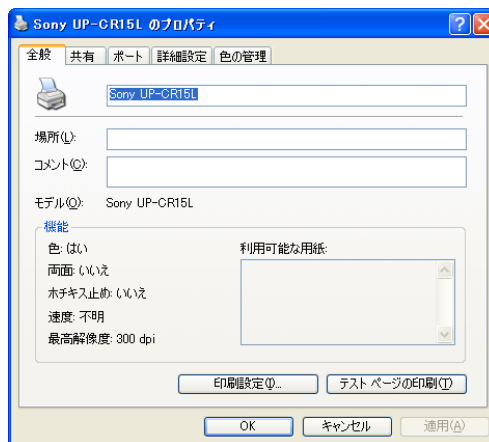 Sony UP-CR15L のプロパティ
全般 共有 ポート 詳細設定 色の管理
Sony UP-CR15L
場所(L):
コメント(C):
モデル(O): Sony UP-CR15L
機能
色: はい 利用可能な用紙:
両面: いいえ
ホチキス止め: いいえ
速度: 不明
最高解像度: 300 dpi
印刷設定(I)... テスト ページの印刷(T)
OK キャンセル 適用(A)